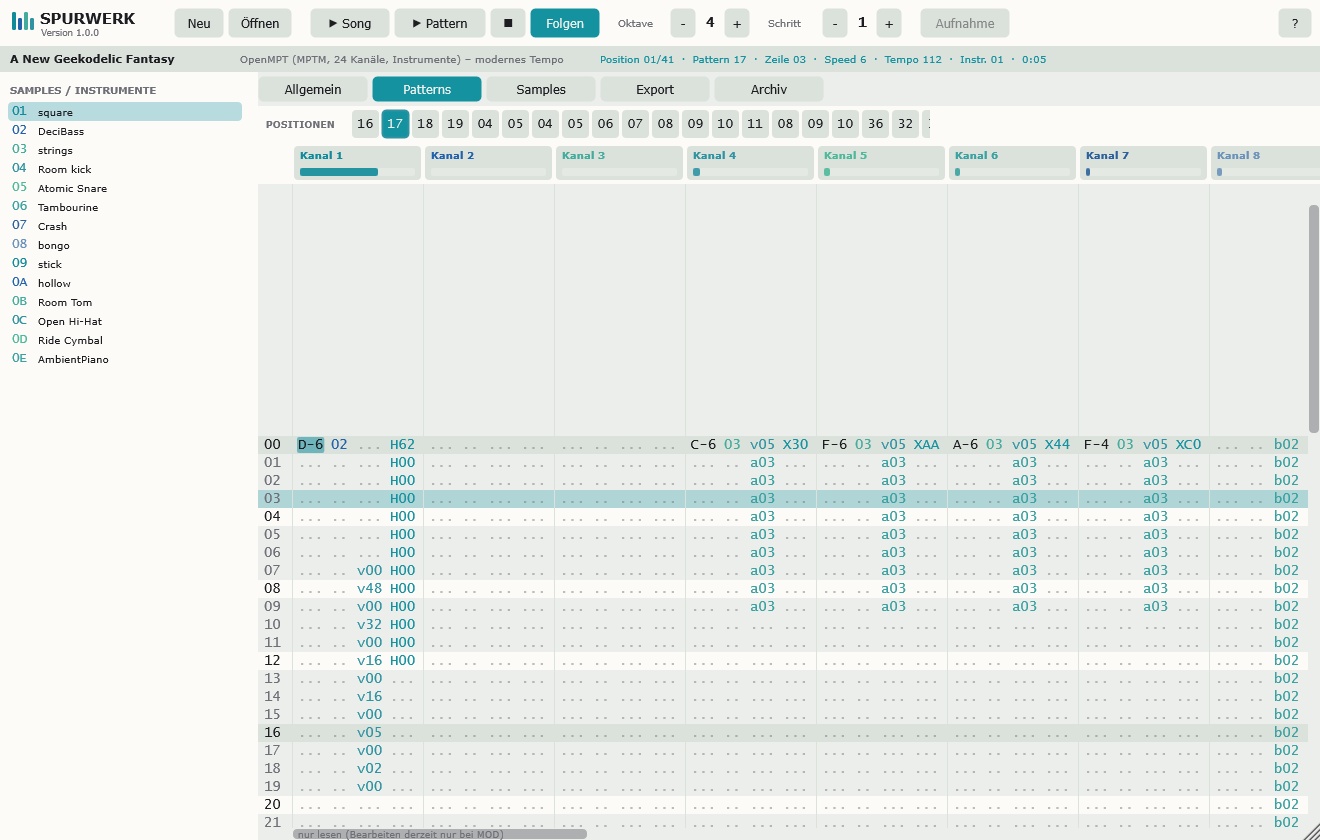 SPURWERK
Version 1.0.0
Neu Öffnen ▶ Song ▶ Pattern ■ Folgen Oktave - 4 + Schritt - 1 + Aufnahme ?
A New Geekodelic Fantasy OpenMPT (MPTM, 24 Kanäle, Instrumente) – modernes Tempo Position 01/41 · Pattern 17 · Zeile 03 · Speed 6 · Tempo 112 · Instr. 01 · 0:05
SAMPLES / INSTRUMENTE
01 square
02 DeciBass
03 strings
04 Room kick
05 Atomic Snare
06 Tambourine
07 Crash
08 bongo
09 stick
0A hollow
0B Room Tom
0C Open Hi-Hat
0D Ride Cymbal
0E AmbientPiano
Allgemein Patterns Samples Export Archiv
POSITIONEN 16 17 18 19 04 05 04 05 06 07 08 09 10 11 08 09 10 36 32
Kanal 1 Kanal 2 Kanal 3 Kanal 4 Kanal 5 Kanal 6 Kanal 7 Kanal 8
00 D-6 02 ... H62 ... .. ... ... ... .. ... ... C-6 03 v05 X30 F-6 03 v05 XAA A-6 03 v05 X44 F-4 03 v05 XC0 ... .. b02
01 ... .. ... H00 ... .. ... ... ... .. ... ... ... .. a03 ... ... .. a03 ... ... .. a03 ... ... .. a03 ... ... .. b02
02 ... .. ... H00 ... .. ... ... ... .. ... ... ... .. a03 ... ... .. a03 ... ... .. a03 ... ... .. a03 ... ... .. b02
03 ... .. ... H00 ... .. ... ... ... .. ... ... ... .. a03 ... ... .. a03 ... ... .. a03 ... ... .. a03 ... ... .. b02
04 ... .. ... H00 ... .. ... ... ... .. ... ... ... .. a03 ... ... .. a03 ... ... .. a03 ... ... .. a03 ... ... .. b02
05 ... .. ... H00 ... .. ... ... ... .. ... ... ... .. a03 ... ... .. a03 ... ... .. a03 ... ... .. a03 ... ... .. b02
06 ... .. ... H00 ... .. ... ... ... .. ... ... ... .. a03 ... ... .. a03 ... ... .. a03 ... ... .. a03 ... ... .. b02
07 ... .. v00 H00 ... .. ... ... ... .. ... ... ... .. a03 ... ... .. a03 ... ... .. a03 ... ... .. a03 ... ... .. b02
08 ... .. v48 H00 ... .. ... ... ... .. ... ... ... .. a03 ... ... .. a03 ... ... .. a03 ... ... .. a03 ... ... .. b02
09 ... .. v00 H00 ... .. ... ... ... .. ... ... ... .. a03 ... ... .. a03 ... ... .. a03 ... ... .. a03 ... ... .. b02
10 ... .. v32 H00 ... .. ... ... ... .. ... ... ... .. ... ... ... .. ... ... ... .. ... ... ... .. ... ... ... .. b02
11 ... .. v00 H00 ... .. ... ... ... .. ... ... ... .. ... ... ... .. ... ... ... .. ... ... ... .. ... ... ... .. b02
12 ... .. v16 H00 ... .. ... ... ... .. ... ... ... .. ... ... ... .. ... ... ... .. ... ... ... .. ... ... ... .. b02
13 ... .. v00 ... ... .. ... ... ... .. ... ... ... .. ... ... ... .. ... ... ... .. ... ... ... .. ... ... ... .. b02
14 ... .. v16 ... ... .. ... ... ... .. ... ... ... .. ... ... ... .. ... ... ... .. ... ... ... .. ... ... ... .. b02
15 ... .. v00 ... ... .. ... ... ... .. ... ... ... .. ... ... ... .. ... ... ... .. ... ... ... .. ... ... ... .. b02
16 ... .. v05 ... ... .. ... ... ... .. ... ... ... .. ... ... ... .. ... ... ... .. ... ... ... .. ... ... ... .. b02
17 ... .. v00 ... ... .. ... ... ... .. ... ... ... .. ... ... ... .. ... ... ... .. ... ... ... .. ... ... ... .. b02
18 ... .. v02 ... ... .. ... ... ... .. ... ... ... .. ... ... ... .. ... ... ... .. ... ... ... .. ... ... ... .. b02
19 ... .. v00 ... ... .. ... ... ... .. ... ... ... .. ... ... ... .. ... ... ... .. ... ... ... .. ... ... ... .. b02
20 ... .. ... ... ... .. ... ... ... .. ... ... ... .. ... ... ... .. ... ... ... .. ... ... ... .. ... ... ... .. b02
21 ... .. ... ... ... .. ... ... ... .. ... ... ... .. ... ... ... .. ... ... ... .. ... ... ... .. ... ... ... .. b02
nur lesen (Bearbeiten derzeit nur bei MOD)